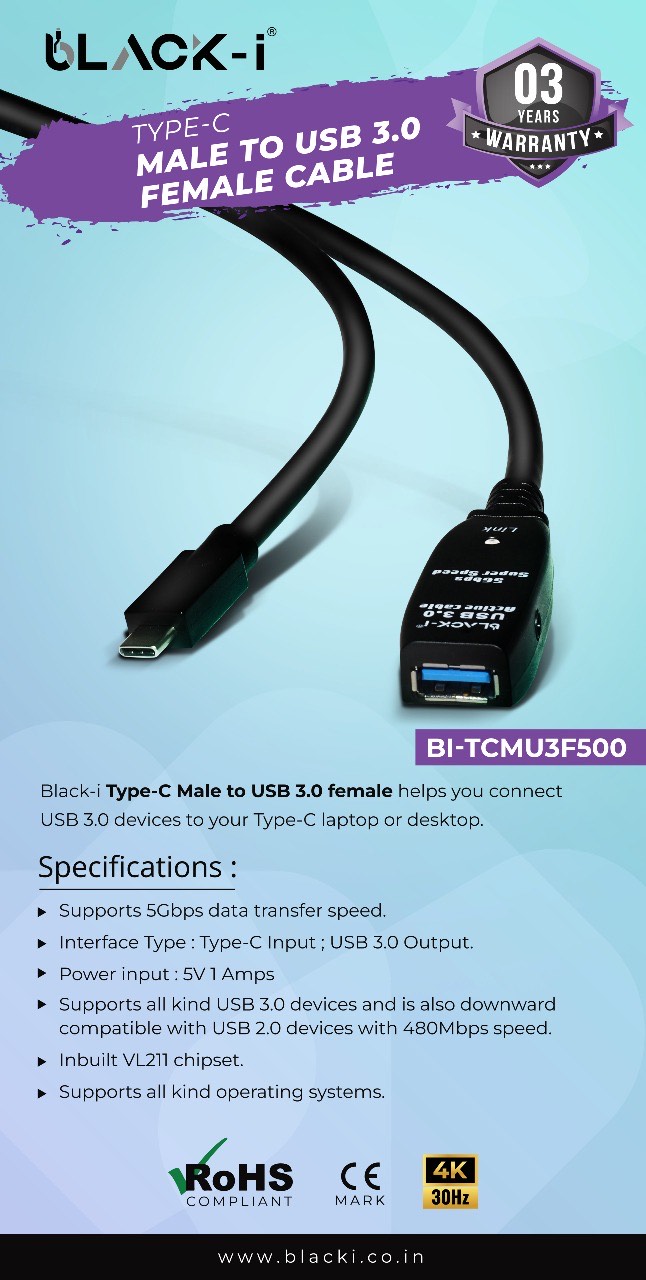 bLACK-i®
03
YEARS
WARRANTY
TYPE-C
MALE TO USB 3.0
FEMALE CABLE
Link
5Gbps
Super Speed
Active cable
USB 3.0
bLACK-i®
BI-TCMU3F500
Black-i Type-C Male to USB 3.0 female helps you connect
USB 3.0 devices to your Type-C laptop or desktop.
Specifications :
Supports 5Gbps data transfer speed.
Interface Type : Type-C Input ; USB 3.0 Output.
Power input : 5V 1 Amps
Supports all kind USB 3.0 devices and is also downward
compatible with USB 2.0 devices with 480Mbps speed.
Inbuilt VL211 chipset.
Supports all kind operating systems.
RoHS
COMPLIANT
CE
MARK
4K
30Hz
www.blacki.co.in